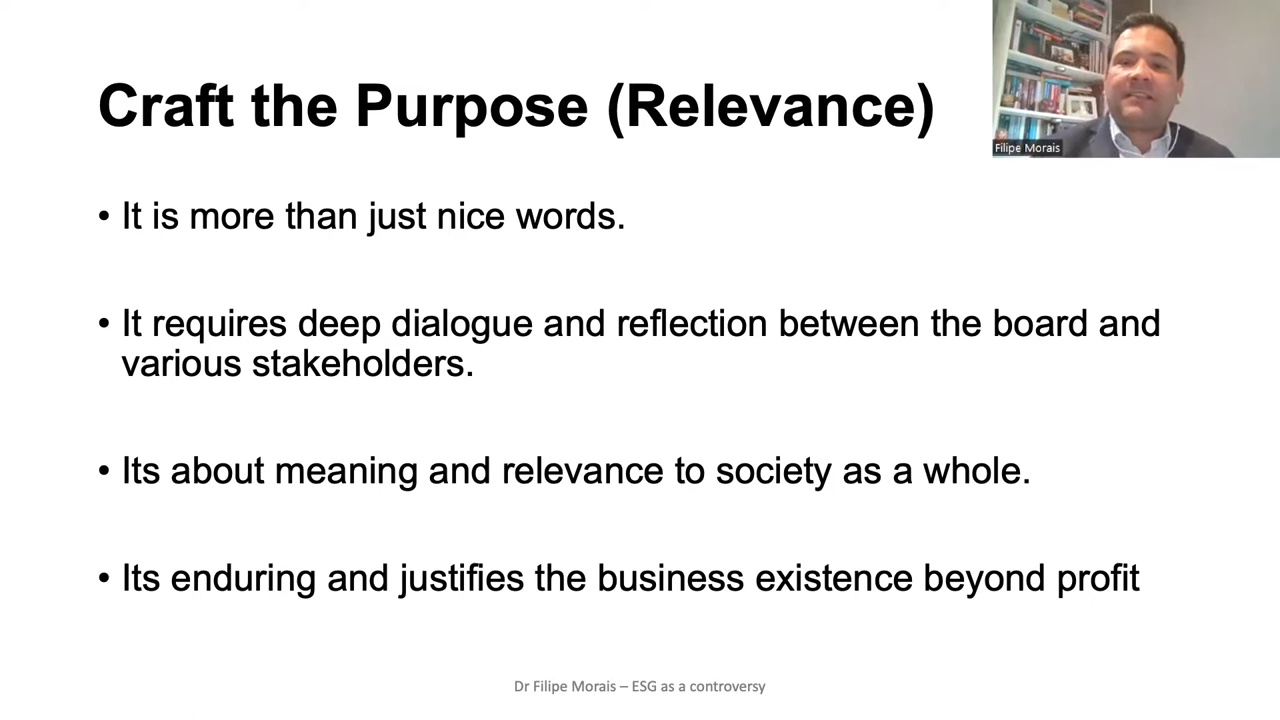 Craft the Purpose (Relevance)
Filipe Morais
• It is more than just nice words.
• It requires deep dialogue and reflection between the board and
various stakeholders.
• Its about meaning and relevance to society as a whole.
• Its enduring and justifies the business existence beyond profit
Dr Filipe Morais – ESG as a controversy